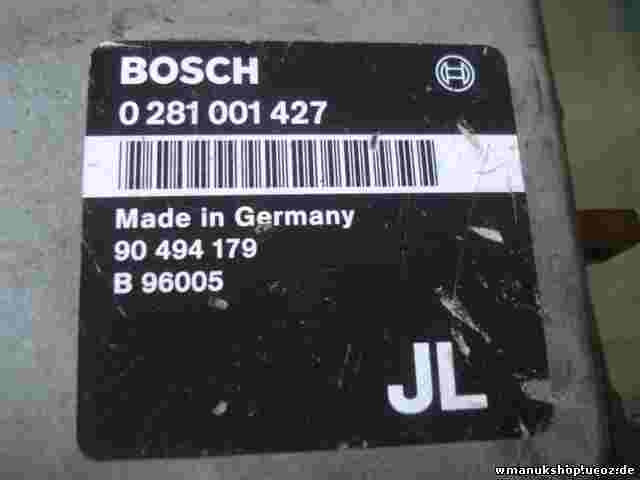 BOSCH
0 281 001 427
Made in Germany
90 494 179
B 96005
JL
wmanukshop.ucoz.de